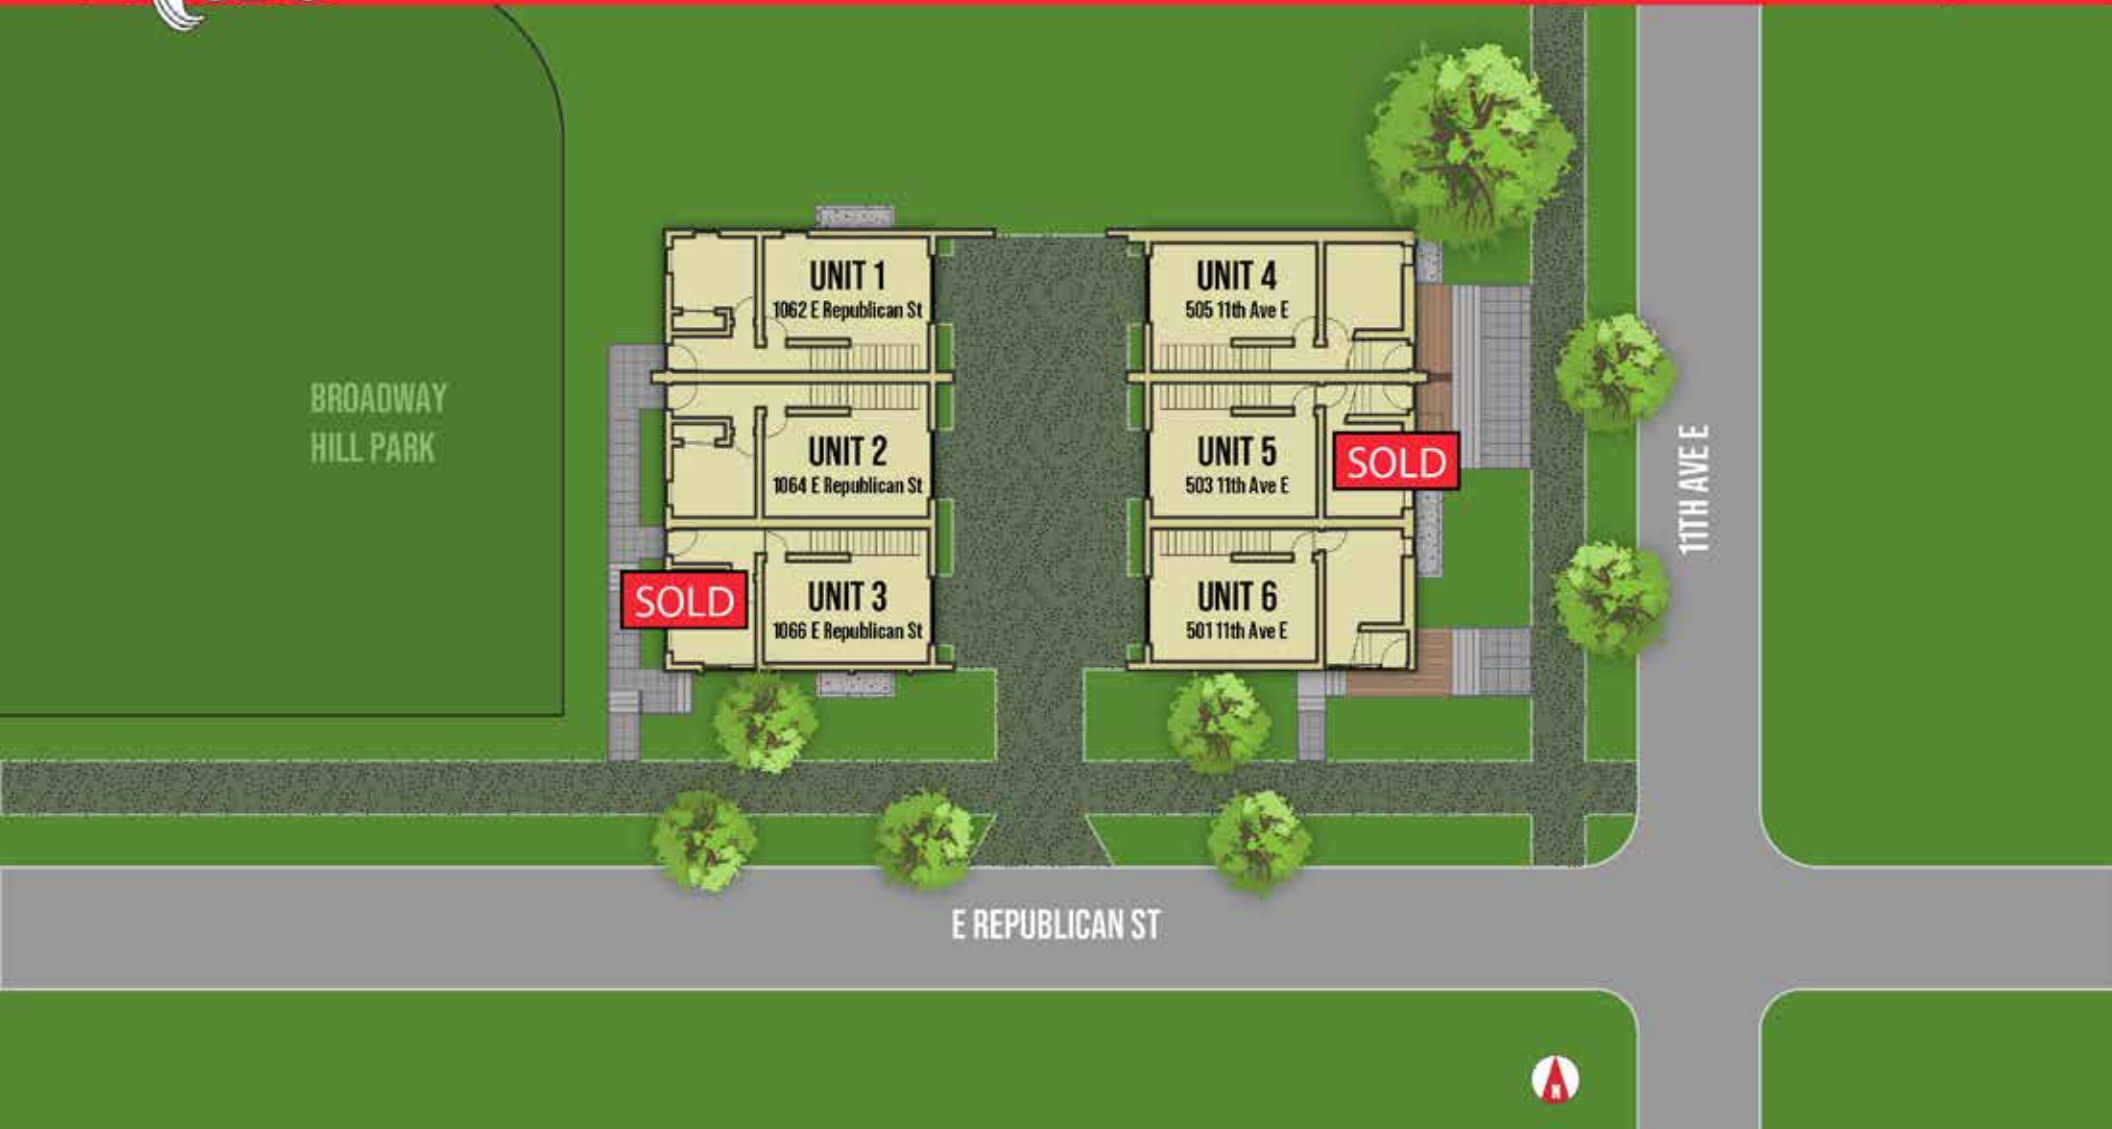 UNIT 1
1062 E Republican St
UNIT 4
505 11th Ave E
BROADWAY
HILL PARK
UNIT 2
1064 E Republican St
UNIT 5
503 11th Ave E
SOLD
11TH AVE E
SOLD
UNIT 3
1066 E Republican St
UNIT 6
501 11th Ave E
E REPUBLICAN ST
N